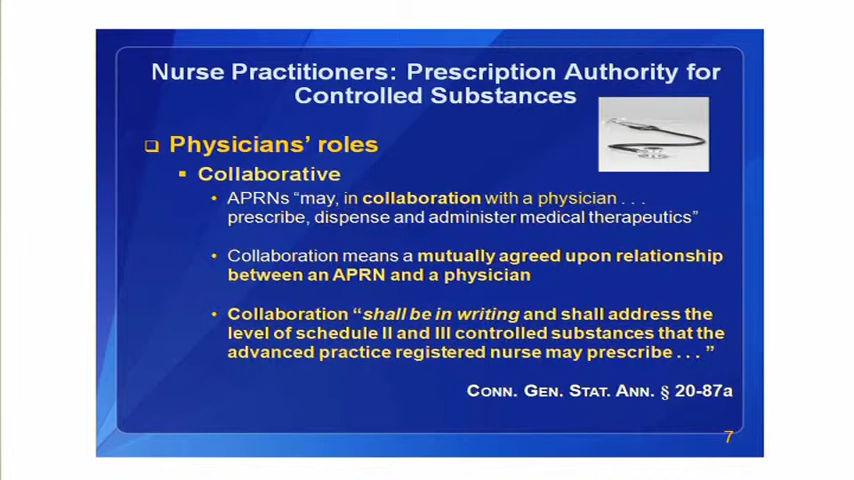 Nurse Practitioners: Prescription Authority for
Controlled Substances
Physicians’ roles
Collaborative
APRNs “may, in collaboration with a physician . . .
prescribe, dispense and administer medical therapeutics”
Collaboration means a mutually agreed upon relationship
between an APRN and a physician
Collaboration “shall be in writing and shall address the
level of schedule II and III controlled substances that the
advanced practice registered nurse may prescribe . . . ”
CONN. GEN. STAT. ANN. § 20-87a
7